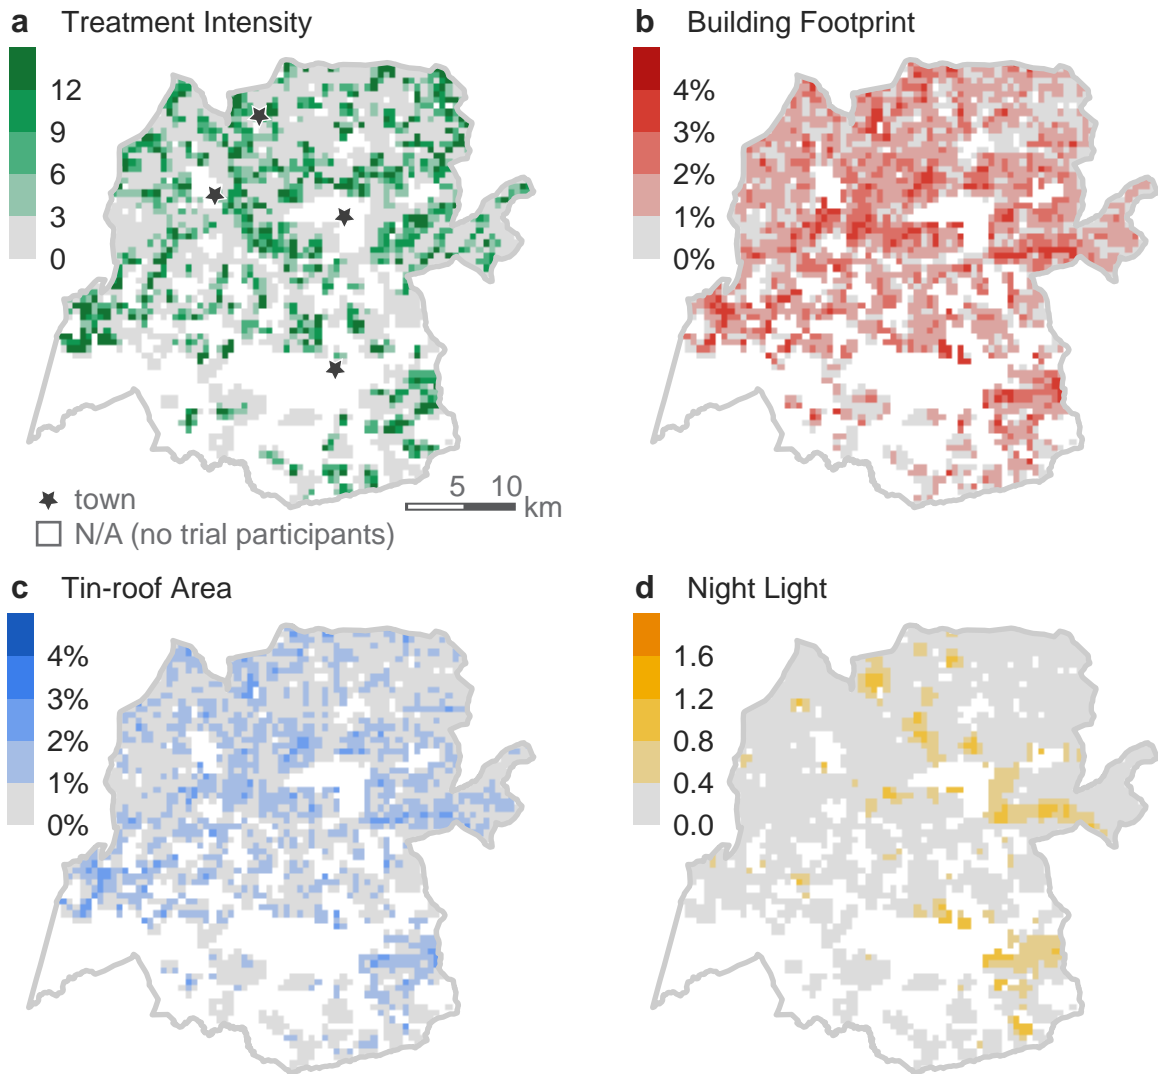 a Treatment Intensity
12
9
6
3
0
★ town
N/A (no trial participants)
5 10 km
b Building Footprint
4%
3%
2%
1%
0%
c Tin-roof Area
4%
3%
2%
1%
0%
d Night Light
1.6
1.2
0.8
0.4
0.0